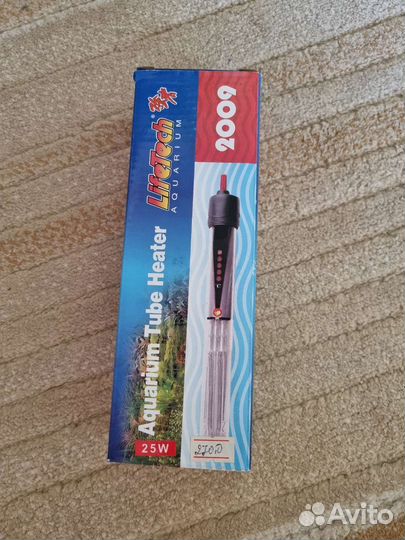 2009
LifeTech®
AQUARIUM
Aquarium Tube Heater
25W
Avito